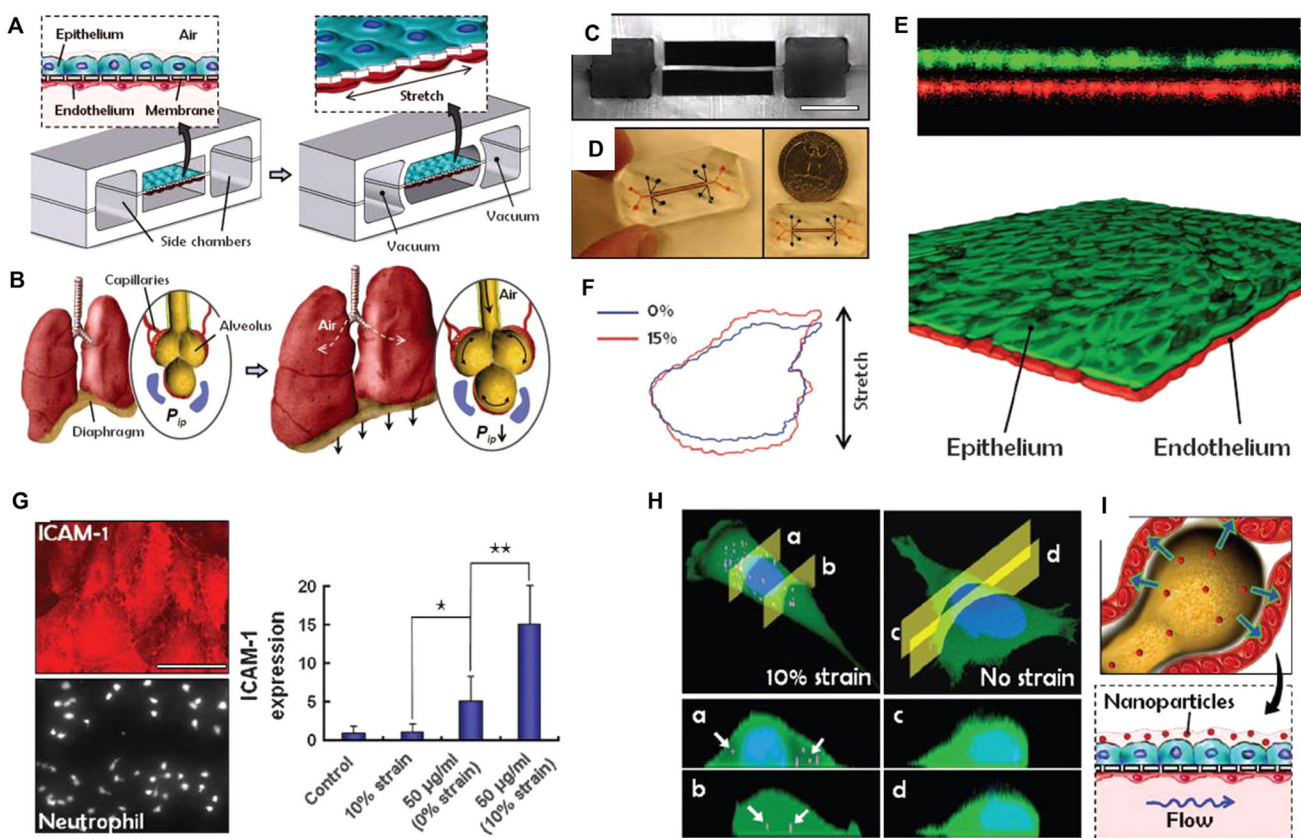 A
Epithelium
Air
Endothelium
Membrane
Stretch
Side chambers
Vacuum
Vacuum
B
Capillaries
Alveolus
Pip
Diaphragm
Air
Air
Pip↓
C
D
E
Epithelium
Endothelium
F
0%
15%
Stretch
G
ICAM-1
Neutrophil
ICAM-1
expression
20
15
10
5
0
★
★★
Control
10% strain
50 µg/ml
(0% strain)
50 µg/ml
(10% strain)
H
a
b
10% strain
d
c
No strain
a
c
b
d
I
Nanoparticles
Flow